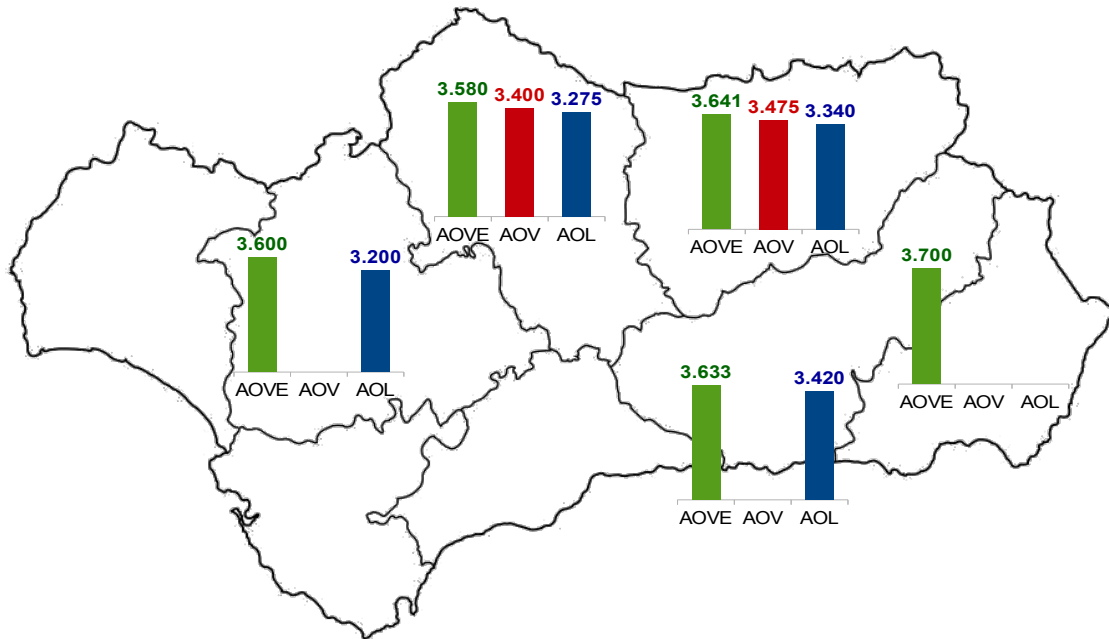 3.580 3.400 3.275
AOVE AOV AOL
3.641 3.475 3.340
AOVE AOV AOL
3.600 3.200
AOVE AOV AOL
3.700
AOVE AOV AOL
3.633 3.420
AOVE AOV AOL